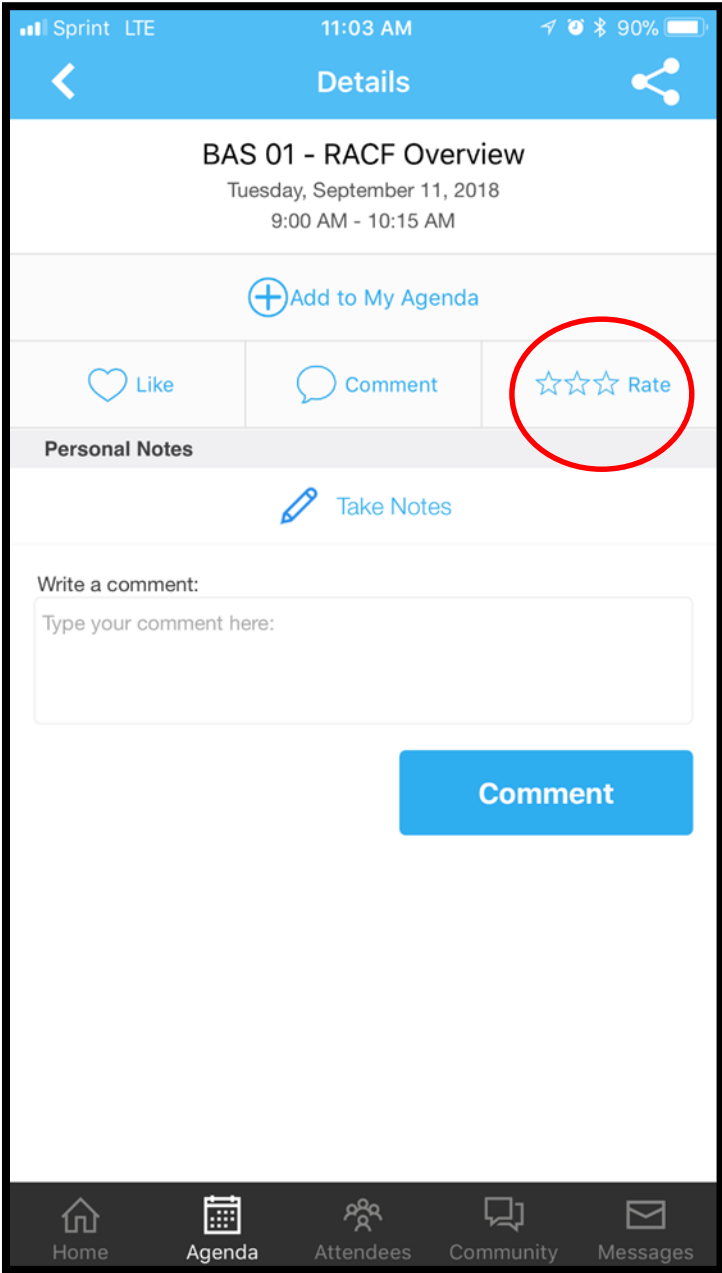 Sprint LTE 11:03 AM 90%
Details
BAS 01 - RACF Overview
Tuesday, September 11, 2018
9:00 AM - 10:15 AM
Add to My Agenda
Like Comment Rate
Personal Notes
Take Notes
Write a comment:
Type your comment here:
Comment
Home Agenda Attendees Community Messages